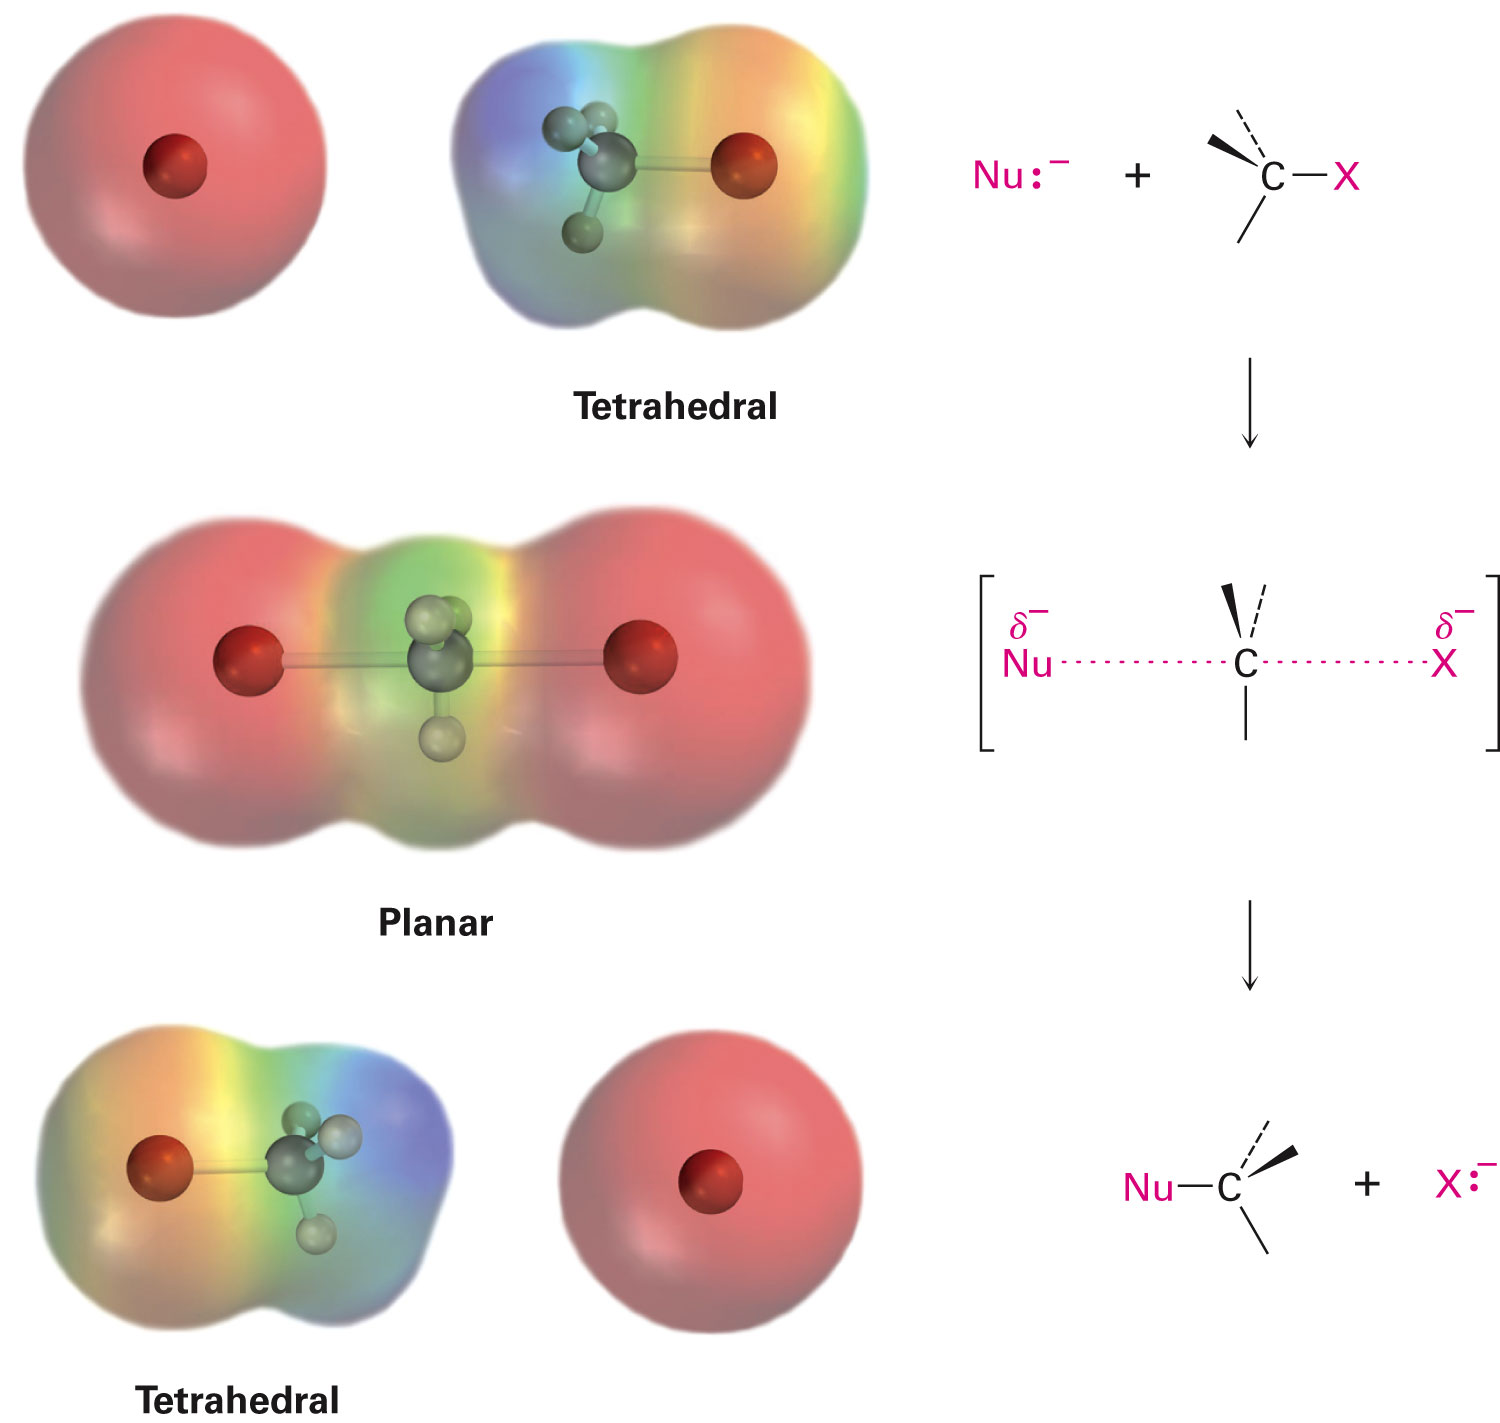 Nu:⁻ + C—X
Tetrahedral
δ⁻ δ⁻
Nu C X
Planar
Nu—C + X:⁻
Tetrahedral